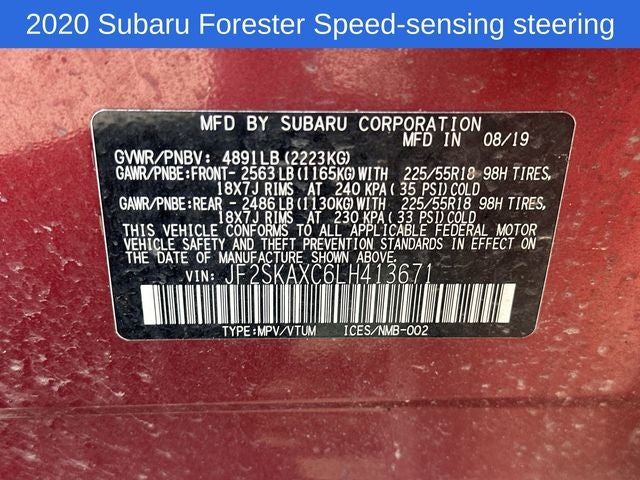 2020 Subaru Forester Speed-sensing steering
MFD BY SUBARU CORPORATION
GVWR/PNBV: 4891LB(2223KG) MFD IN 08/19
GAWR/PNBE:FRONT- 2563LB(1165KG)WITH 225/55R18 98H TIRES,
18X7J RIMS AT 240 KPA(35 PSI)COLD
GAWR/PNBE:REAR - 2486LB(1130KG)WITH 225/55R18 98H TIRES,
18X7J RIMS AT 230 KPA(33 PSI)COLD
THIS VEHICLE CONFORMS TO ALL APPLICABLE FEDERAL MOTOR
VEHICLE SAFETY AND THEFT PREVENTION STANDARDS IN EFFECT ON
THE DATE OF MANUFACTURE SHOWN ABOVE.
VIN: JF2SKAXC6LH413671
TYPE:MPV/VTUM ICES/NMB-002